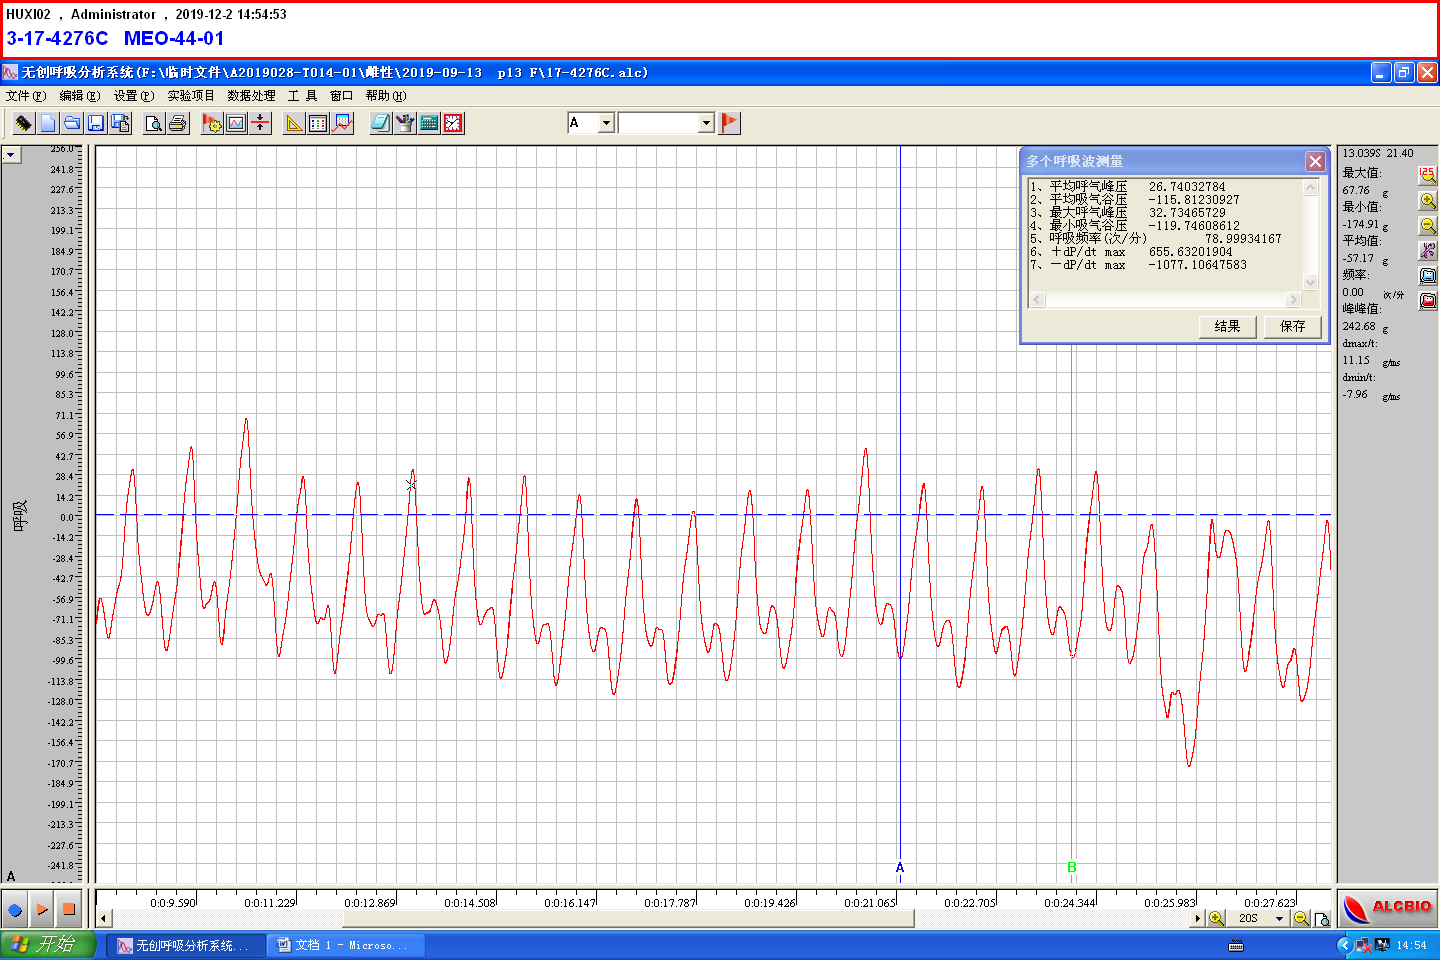 HUXI02 , Administrator , 2019-12-2 14:54:53
3-17-4276C MEO-44-01
无创呼吸分析系统(F:\临时文件\A2019028-T014-01\雌性\2019-09-13 p13 F\17-4276C.alc)
文件(F) 编辑(E) 设置(P) 实验项目 数据处理 工 具 窗口 帮助(H)
A
256.0
241.8
227.6
213.3
199.1
184.9
170.7
156.4
142.2
128.0
113.8
99.6
85.3
71.1
56.9
42.7
28.4
14.2
0.0
-14.2
-28.4
-42.7
-56.9
-71.1
-85.3
-99.6
-113.8
-128.0
-142.2
-156.4
-170.7
-184.9
-199.1
-213.3
-227.6
-241.8
呼吸
A
多个呼吸波测量
1、平均呼气峰压 26.74032784
2、平均吸气谷压 -115.81230927
3、最大呼气峰压 32.73465729
4、最小吸气谷压 -119.74608612
5、呼吸频率(次/分) 78.99934167
6、＋dP/dt max 655.63201904
7、－dP/dt max -1077.10647583
结果 保存
A
B
13.039S 21.40
最大值:
67.76 g
最小值:
-174.91 g
平均值:
-57.17 g
频率:
0.00 次/分
峰峰值:
242.68 g
dmax/t:
11.15 g/ms
dmin/t:
-7.96 g/ms
125
0:0:9.590 0:0:11.229 0:0:12.869 0:0:14.508 0:0:16.147 0:0:17.787 0:0:19.426 0:0:21.065 0:0:22.705 0:0:24.344 0:0:25.983 0:0:27.623
20S
ALCBIO
开始
无创呼吸分析系统...
文档 1 - Microso...
14:54